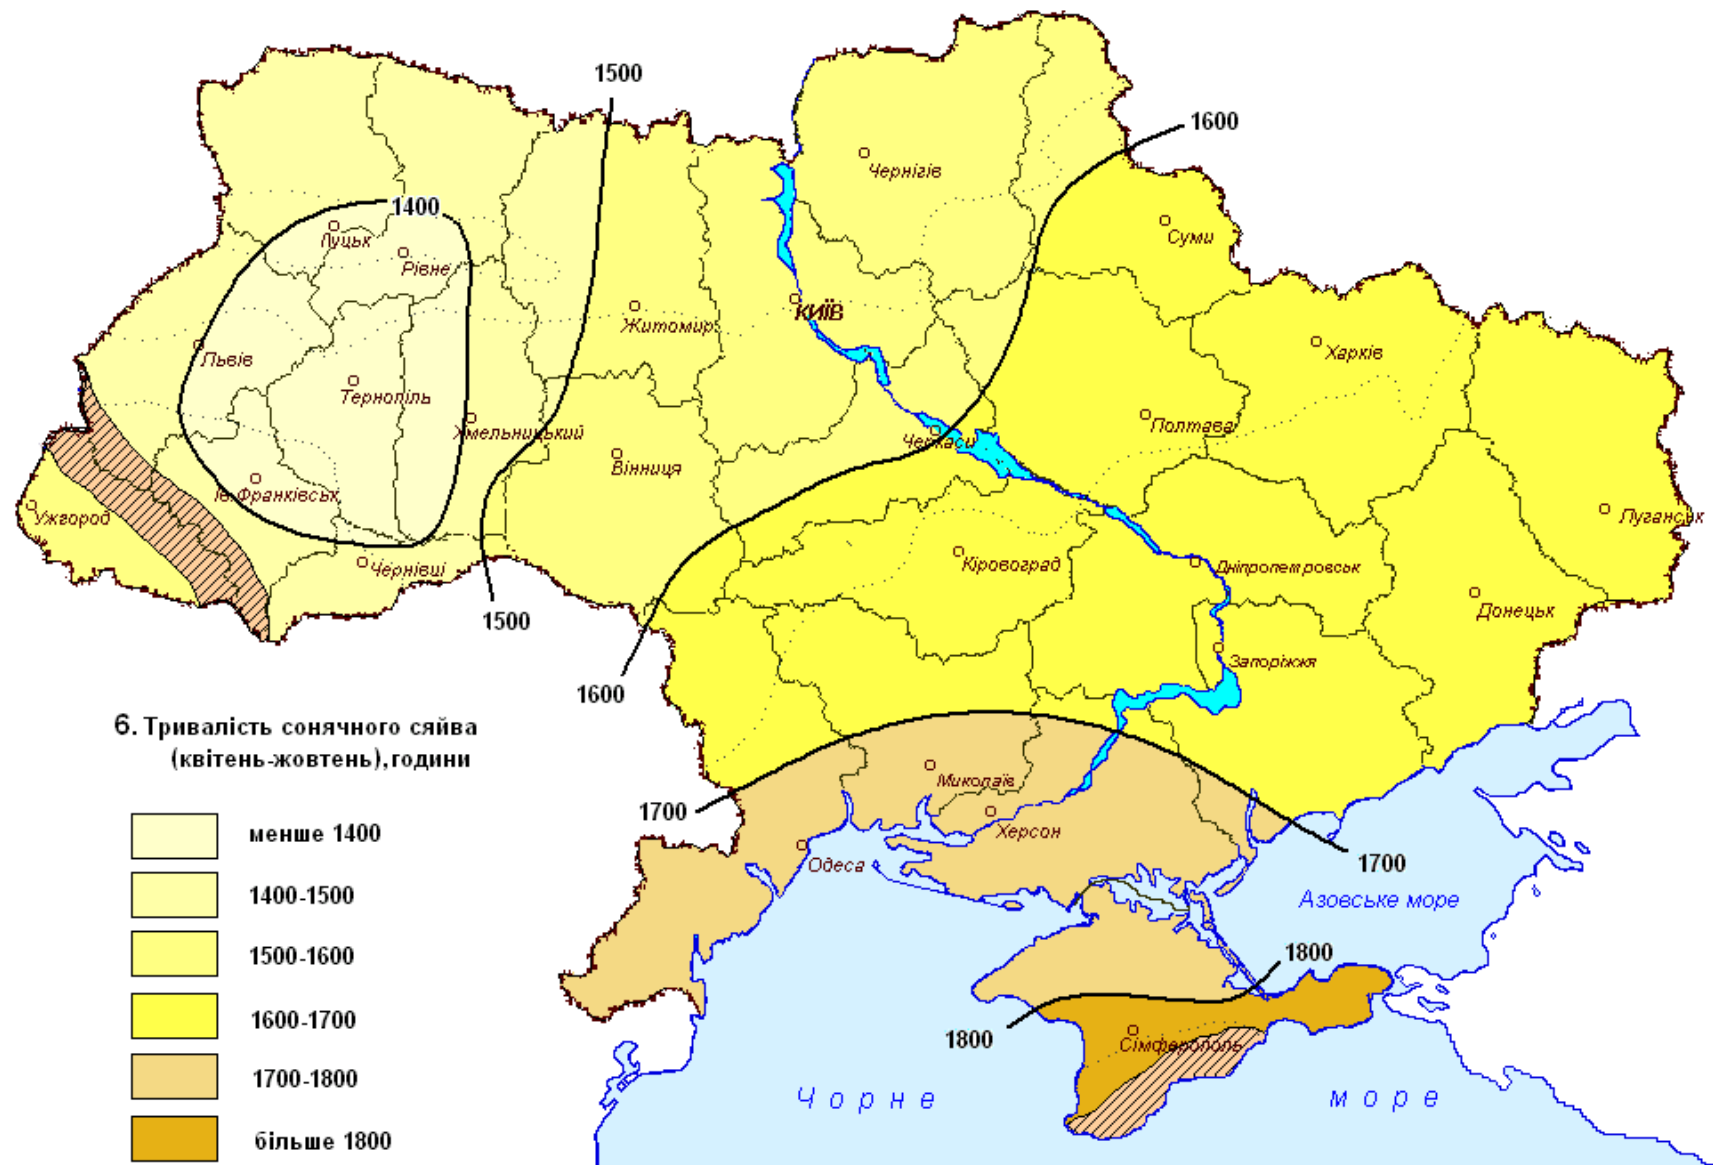 1500
1600
Чернігів
1400
Луцьк
Суми
Рівне
Житомир
КИЇВ
Львів
Харків
Тернопіль
Хмельницький
Черкаси
Полтава
Вінниця
Ів.Франківськ
Ужгород
Луганськ
Чернівці
Кіровоград
Дніпропетровськ
Донецьк
1500
Запоріжжя
1600
6. Тривалість сонячного сяйва
(квітень-жовтень),години
Миколаїв
1700
Херсон
Одеса
1700
Азовське море
менше 1400
1400-1500
1500-1600
1600-1700
1700-1800
більше 1800
1800
1800
Сімферополь
Чорне море